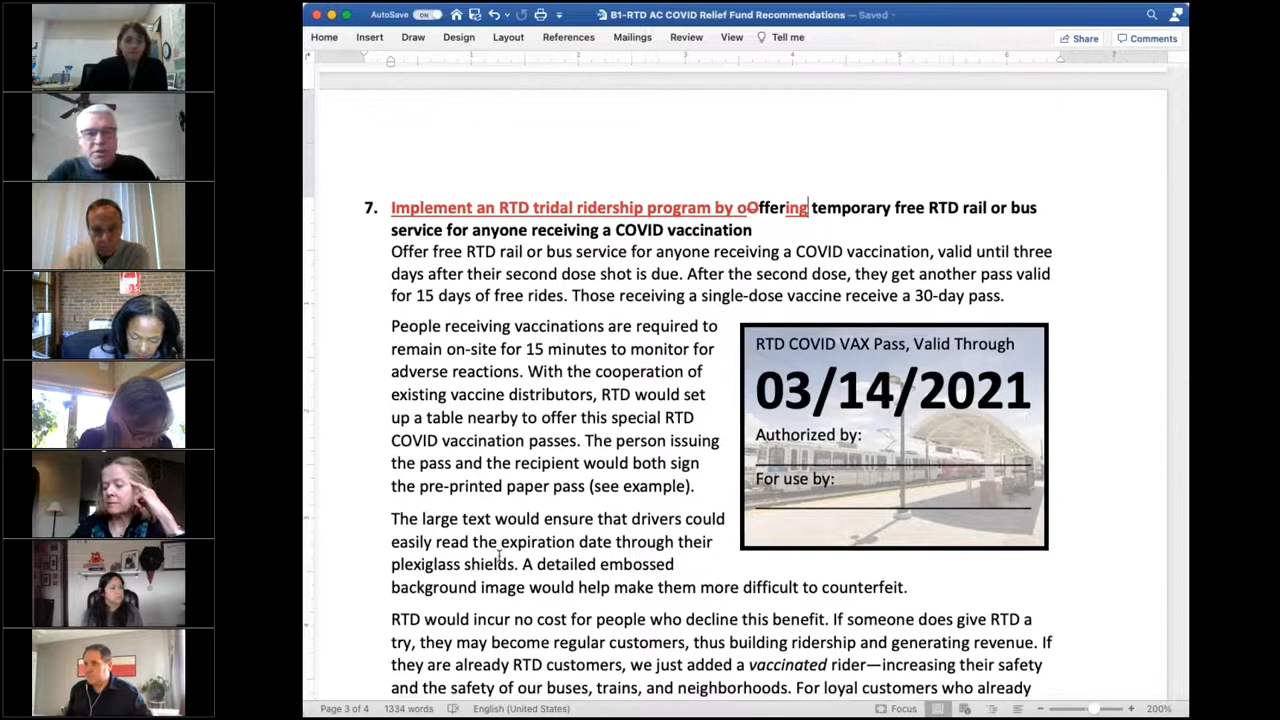 AutoSave ON B1-RTD AC COVID Relief Fund Recommendations — Saved
Home Insert Draw Design Layout References Mailings Review View Tell me Share Comments
1 2 3 4 5 6 7
7. Implement an RTD tridal ridership program by oOffering temporary free RTD rail or bus
service for anyone receiving a COVID vaccination
Offer free RTD rail or bus service for anyone receiving a COVID vaccination, valid until three
days after their second dose shot is due. After the second dose, they get another pass valid
for 15 days of free rides. Those receiving a single-dose vaccine receive a 30-day pass.
People receiving vaccinations are required to
remain on-site for 15 minutes to monitor for
adverse reactions. With the cooperation of
existing vaccine distributors, RTD would set
up a table nearby to offer this special RTD
COVID vaccination passes. The person issuing
the pass and the recipient would both sign
the pre-printed paper pass (see example).
RTD COVID VAX Pass, Valid Through
03/14/2021
Authorized by:
For use by:
The large text would ensure that drivers could
easily read the expiration date through their
plexiglass shields. A detailed embossed
background image would help make them more difficult to counterfeit.
RTD would incur no cost for people who decline this benefit. If someone does give RTD a
try, they may become regular customers, thus building ridership and generating revenue. If
they are already RTD customers, we just added a vaccinated rider—increasing their safety
and the safety of our buses, trains, and neighborhoods. For loyal customers who already
Page 3 of 4 1334 words English (United States) Focus 200%